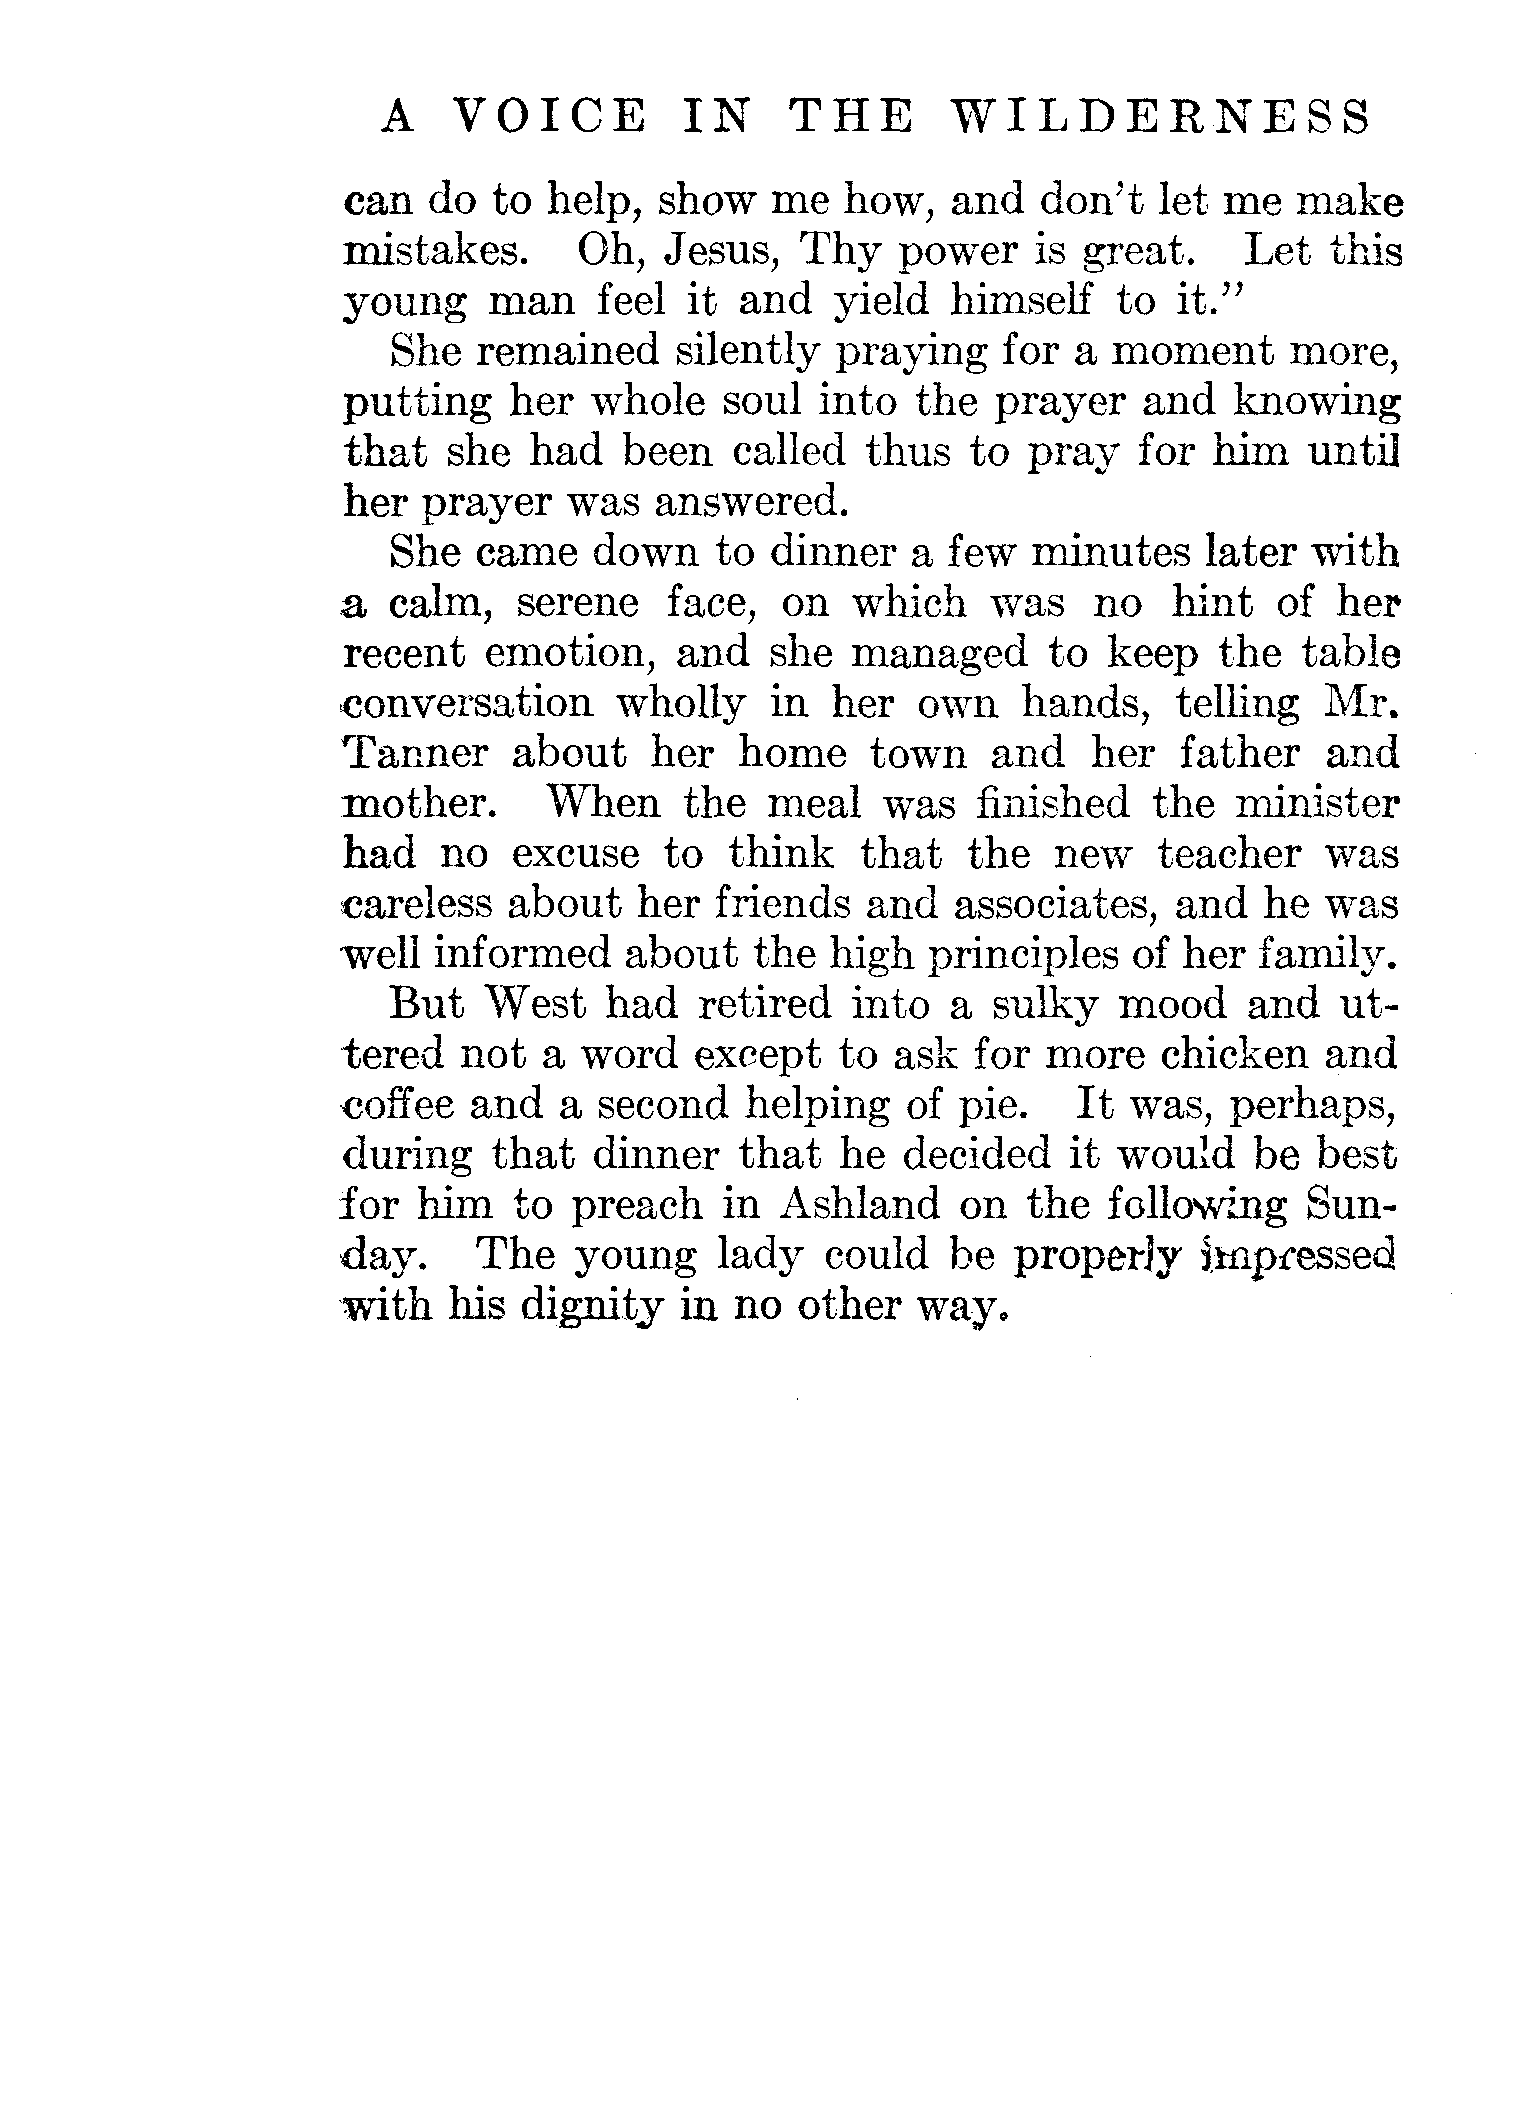 A VOICE IN THE WILDERNESS
can do to help, show me how, and don't let me make
mistakes. Oh, Jesus, Thy power is great. Let this
young man feel it and yield himself to it."
She remained silently praying for a moment more,
putting her whole soul into the prayer and knowing
that she had been called thus to pray for him until
her prayer was answered.
She came down to dinner a few minutes later with
a calm, serene face, on which was no hint of her
recent emotion, and she managed to keep the table
conversation wholly in her own hands, telling Mr.
Tanner about her home town and her father and
mother. When the meal was finished the minister
had no excuse to think that the new teacher was
careless about her friends and associates, and he was
well informed about the high principles of her family.
But West had retired into a sulky mood and ut-
tered not a word except to ask for more chicken and
coffee and a second helping of pie. It was, perhaps,
during that dinner that he decided it would be best
for him to preach in Ashland on the following Sun-
day. The young lady could be properly impressed
with his dignity in no other way.